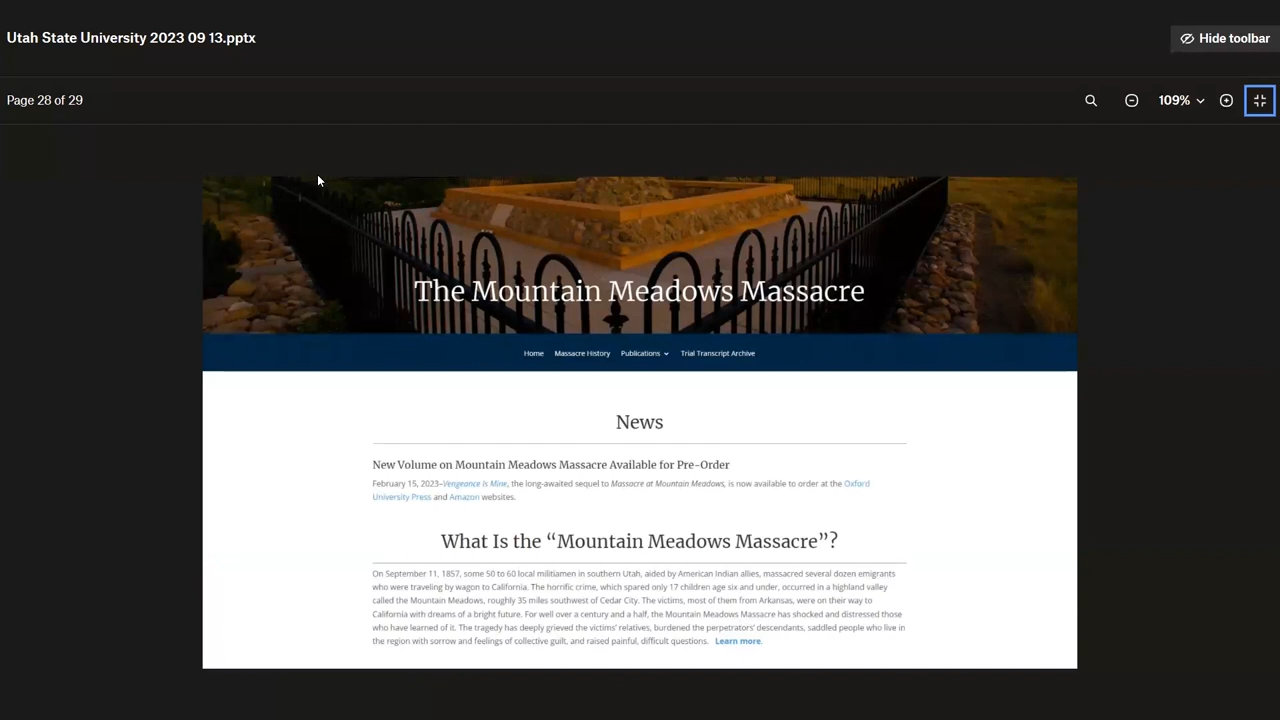 Utah State University 2023 09 13.pptx
Hide toolbar
Page 28 of 29
109%
The Mountain Meadows Massacre
Home Massacre History Publications Trial Transcript Archive
News
New Volume on Mountain Meadows Massacre Available for Pre-Order
February 15, 2023–Vengeance Is Mine, the long-awaited sequel to Massacre at Mountain Meadows, is now available to order at the Oxford
University Press and Amazon websites.
What Is the “Mountain Meadows Massacre”?
On September 11, 1857, some 50 to 60 local militiamen in southern Utah, aided by American Indian allies, massacred several dozen emigrants
who were traveling by wagon to California. The horrific crime, which spared only 17 children age six and under, occurred in a highland valley
called the Mountain Meadows, roughly 35 miles southwest of Cedar City. The victims, most of them from Arkansas, were on their way to
California with dreams of a bright future. For well over a century and a half, the Mountain Meadows Massacre has shocked and distressed those
who have learned of it. The tragedy has deeply grieved the victims’ relatives, burdened the perpetrators’ descendants, saddled people who live in
the region with sorrow and feelings of collective guilt, and raised painful, difficult questions. Learn more.